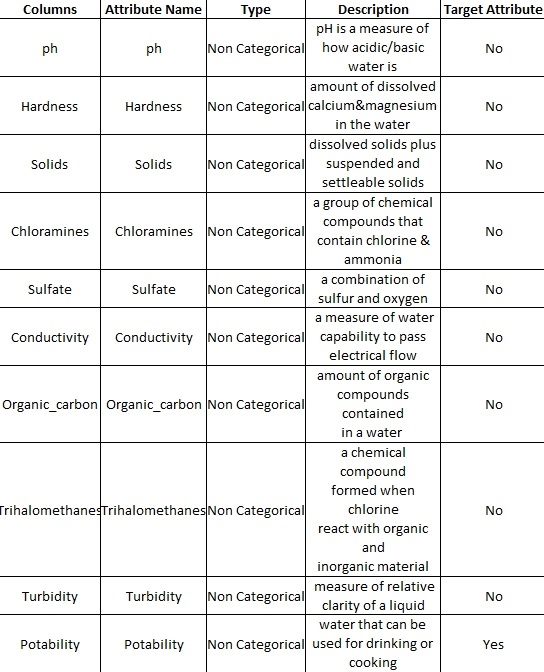 Columns Attribute Name Type Description Target Attribute
ph ph Non Categorical pH is a measure of
how acidic/basic
water is No
Hardness Hardness Non Categorical amount of dissolved
calcium&magnesium
in the water No
Solids Solids Non Categorical dissolved solids plus
suspended and
settleable solids No
Chloramines Chloramines Non Categorical a group of chemical
compounds that
contain chlorine &
ammonia No
Sulfate Sulfate Non Categorical a combination of
sulfur and oxygen No
Conductivity Conductivity Non Categorical a measure of water
capability to pass
electrical flow No
Organic_carbon Organic_carbon Non Categorical amount of organic
compounds
contained
in a water No
Trihalomethanes Trihalomethanes Non Categorical a chemical
compound
formed when
chlorine
react with organic
and
inorganic material No
Turbidity Turbidity Non Categorical measure of relative
clarity of a liquid No
Potability Potability Non Categorical water that can be
used for drinking or
cooking Yes